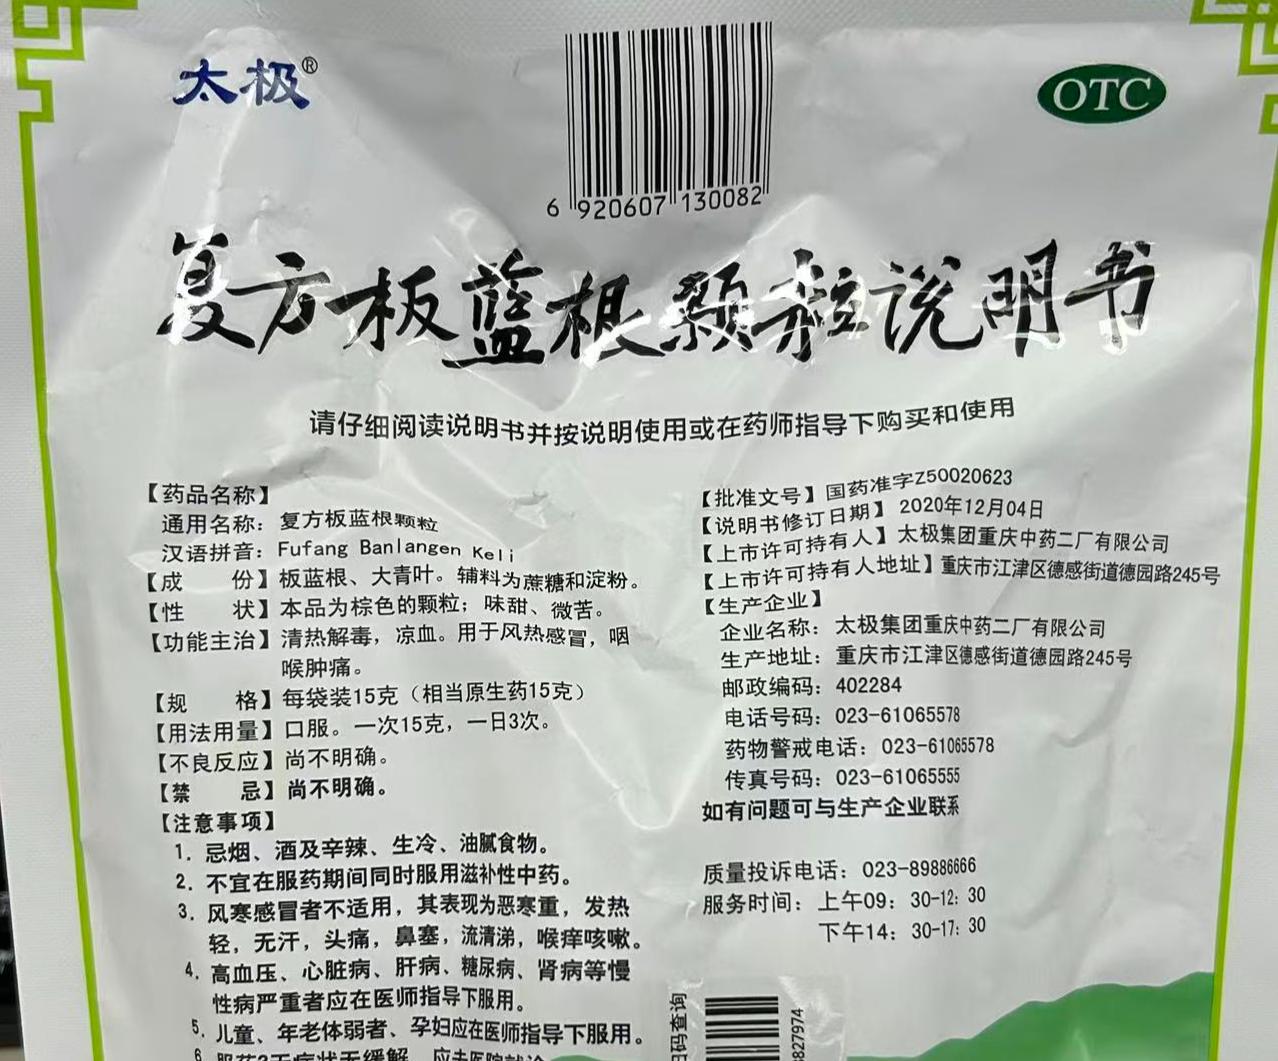 太极®
OTC
6 920607 130082
复方板蓝根颗粒说明书
请仔细阅读说明书并按说明使用或在药师指导下购买和使用
【药品名称】
通用名称：复方板蓝根颗粒
汉语拼音：Fufang Banlangen Keli
【成　　份】板蓝根、大青叶。辅料为蔗糖和淀粉。
【性　　状】本品为棕色的颗粒；味甜、微苦。
【功能主治】清热解毒，凉血。用于风热感冒，咽
喉肿痛。
【规　　格】每袋装15克（相当原生药15克）
【用法用量】口服。一次15克，一日3次。
【不良反应】尚不明确。
【禁　　忌】尚不明确。
【注意事项】
1. 忌烟、酒及辛辣、生冷、油腻食物。
2. 不宜在服药期间同时服用滋补性中药。
3. 风寒感冒者不适用，其表现为恶寒重，发热
轻，无汗，头痛，鼻塞，流清涕，喉痒咳嗽。
4. 高血压、心脏病、肝病、糖尿病、肾病等慢
性病严重者应在医师指导下服用。
5. 儿童、年老体弱者、孕妇应在医师指导下服用。
6. 服药3天症状无缓解，应去医院就诊
【批准文号】国药准字Z50020623
【说明书修订日期】2020年12月04日
【上市许可持有人】太极集团重庆中药二厂有限公司
【上市许可持有人地址】重庆市江津区德感街道德园路245号
【生产企业】
企业名称：太极集团重庆中药二厂有限公司
生产地址：重庆市江津区德感街道德园路245号
邮政编码：402284
电话号码：023-61065578
药物警戒电话：023-61065578
传真号码：023-61065555
如有问题可与生产企业联系
质量投诉电话：023-89886666
服务时间：上午09：30-12：30
下午14：30-17：30
扫码查询
827974